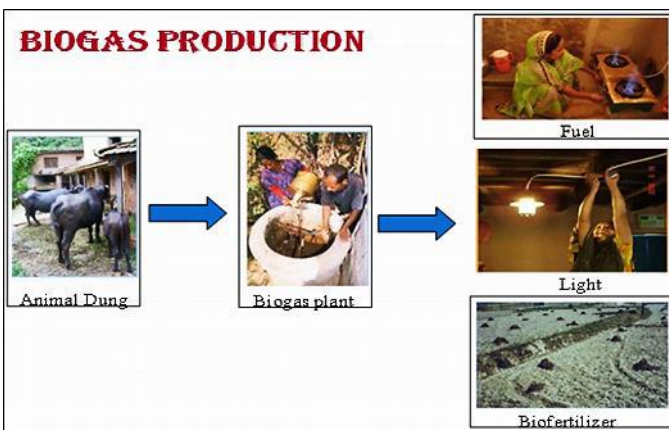 BIOGAS PRODUCTION
Fuel
Animal Dung
Biogas plant
Light
Biofertilizer